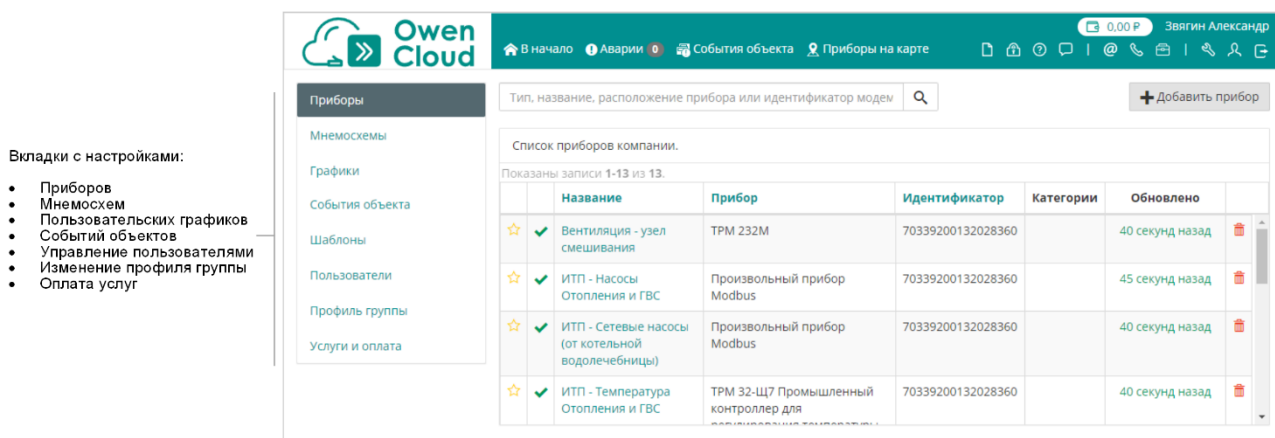 Owen
Cloud
0,00 ₽ Звягин Александр
В начало Аварии 0 События объекта Приборы на карте
Вкладки с настройками:
• Приборов
• Мнемосхем
• Пользовательских графиков
• Событий объектов
• Управление пользователями
• Изменение профиля группы
• Оплата услуг
Приборы
Мнемосхемы
Графики
События объекта
Шаблоны
Пользователи
Профиль группы
Услуги и оплата
Тип, название, расположение прибора или идентификатор модем
Добавить прибор
Список приборов компании.
Показаны записи 1-13 из 13.
Название Прибор Идентификатор Категории Обновлено
Вентиляция - узел
смешивания
ТРМ 232М 70339200132028360 40 секунд назад
ИТП - Насосы
Отопления и ГВС
Произвольный прибор
Modbus
70339200132028360 45 секунд назад
ИТП - Сетевые насосы
(от котельной
водолечебницы)
Произвольный прибор
Modbus
70339200132028360 40 секунд назад
ИТП - Температура
Отопления и ГВС
ТРМ 32-Щ7 Промышленный
контроллер для
регулирования температуры
70339200132028360 40 секунд назад